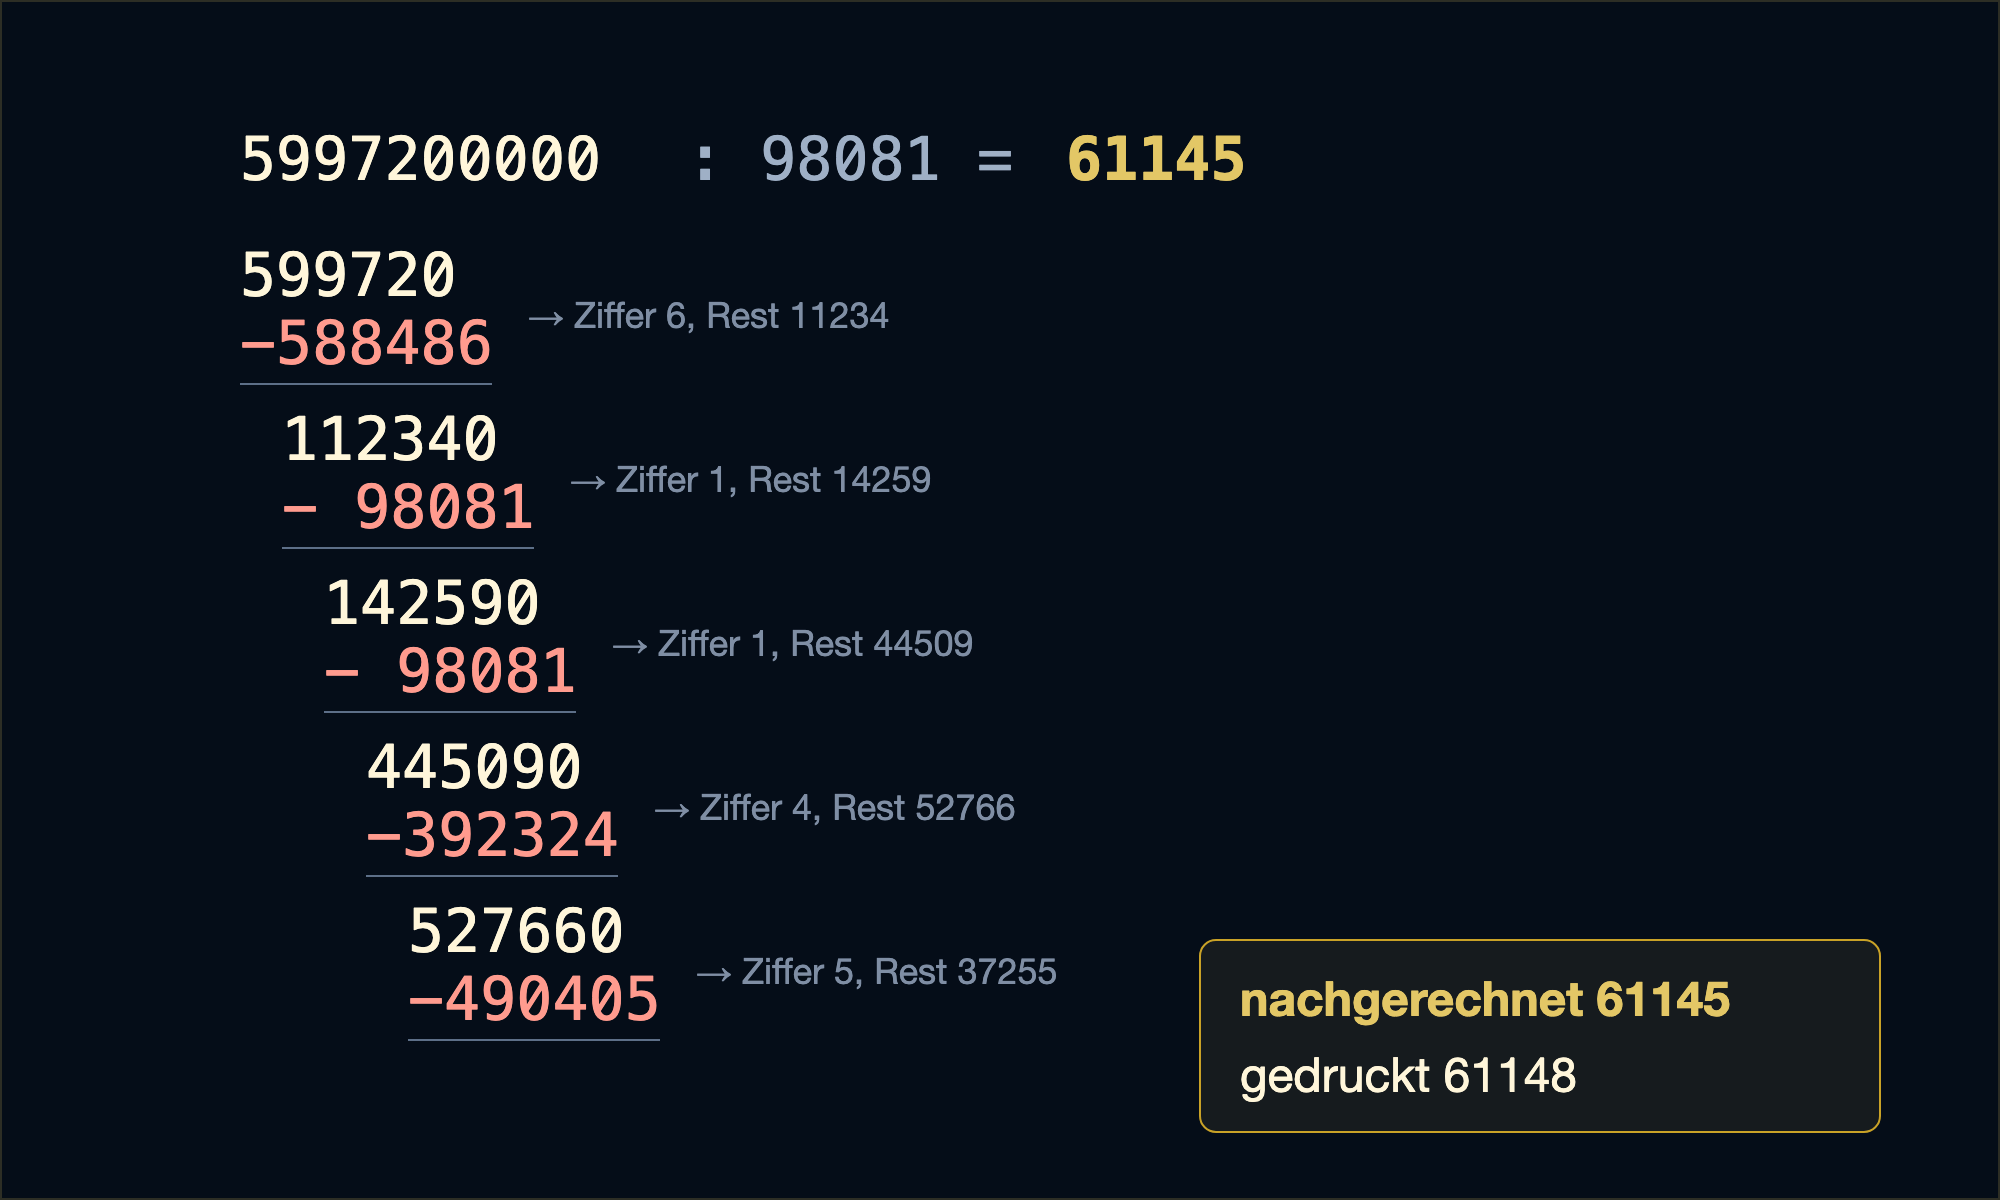 5997200000 : 98081 = 61145
599720
−588486
→ Ziffer 6, Rest 11234
112340
− 98081
→ Ziffer 1, Rest 14259
142590
− 98081
→ Ziffer 1, Rest 44509
445090
−392324
→ Ziffer 4, Rest 52766
527660
−490405
→ Ziffer 5, Rest 37255
nachgerechnet 61145
gedruckt 61148